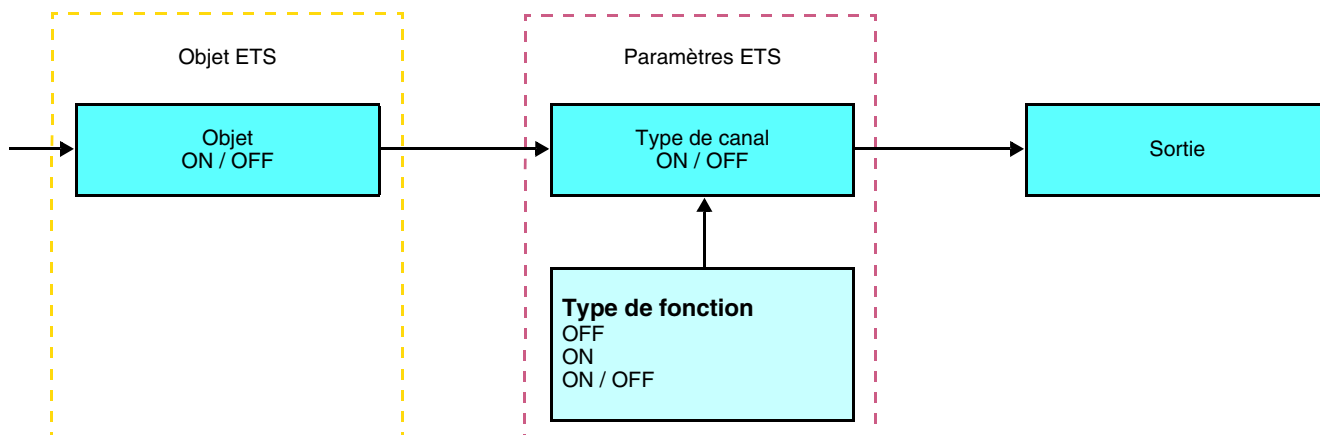 Objet ETS
Paramètres ETS
Objet
ON / OFF
Type de canal
ON / OFF
Sortie
Type de fonction
OFF
ON
ON / OFF